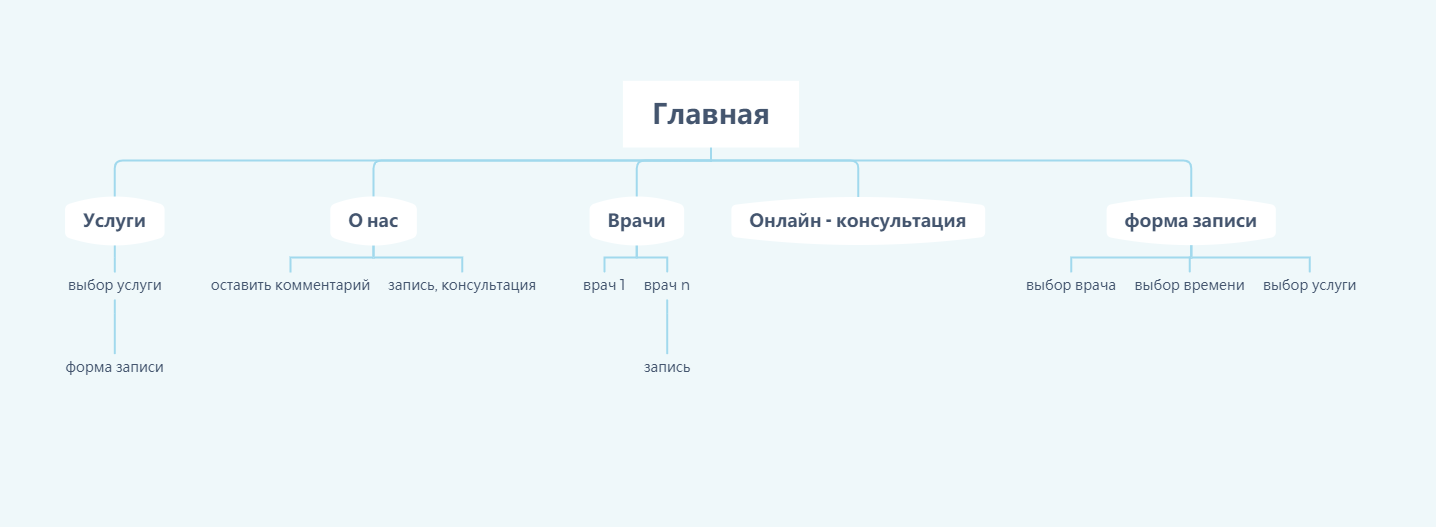 Главная
Услуги
О нас
Врачи
Онлайн - консультация
форма записи
выбор услуги
оставить комментарий
запись, консультация
врач 1
врач n
выбор врача
выбор времени
выбор услуги
форма записи
запись